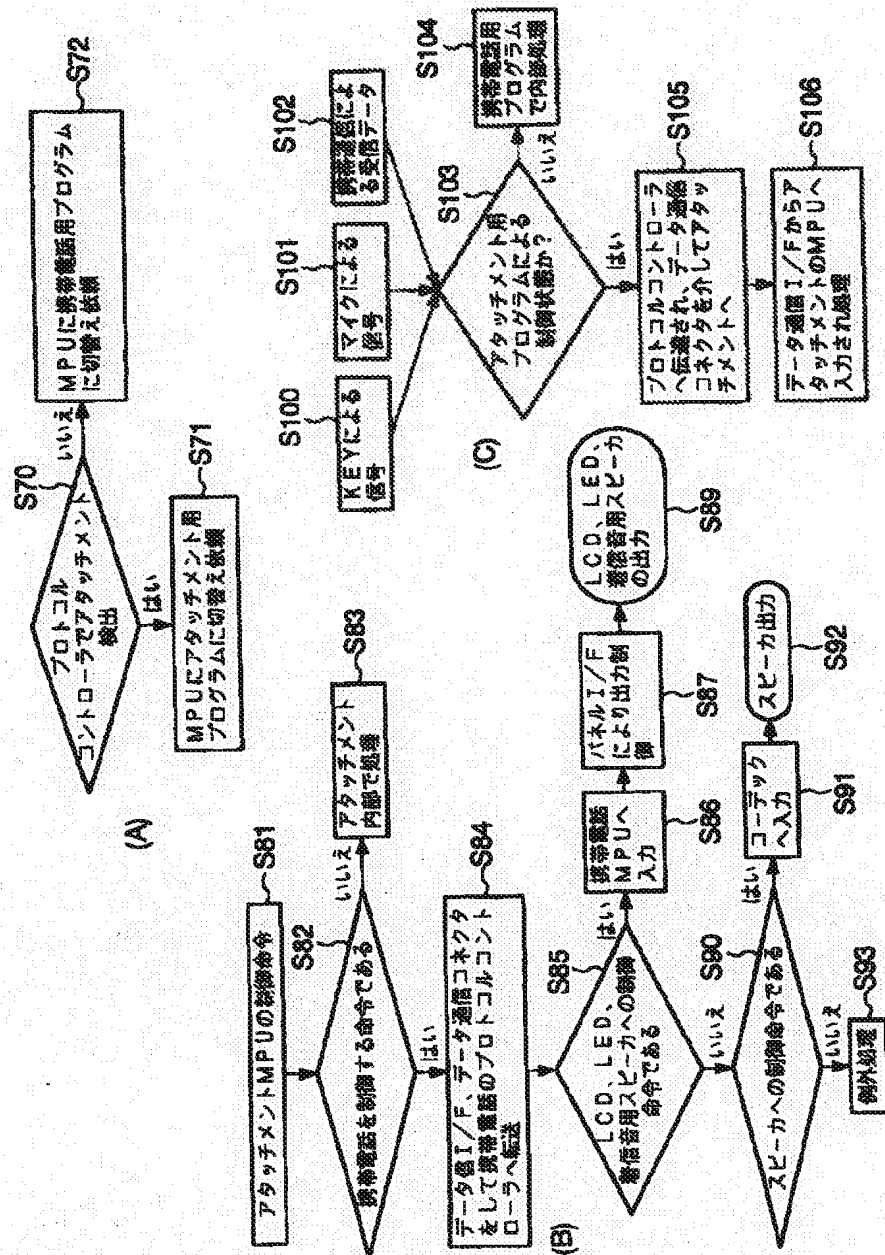 プロトコル
コントローラでアタッチメント
検出
S70
いいえ
MPUに携帯電話用プログラム
に切替え依頼
S72
はい
MPUにアタッチメント用
プログラムに切替え依頼
S71
(A)
アタッチメントMPUの制御命令
S81
携帯電話を制御する命令である
S82
いいえ
アタッチメント
内部で処理
S83
はい
データ信I/F、データ通信コネクタ
をして携帯電話のプロトコルコント
ローラへ転送
S84
LCD、LED、
着信音用スピーカへの制御
命令である
S85
はい
携帯電話
MPUへ
入力
S86
パネルI/F
により出力制
御
S87
LCD、LED、
着信音用スピーカ
の出力
S89
いいえ
スピーカへの制御命令である
S90
はい
コーデック
へ入力
S91
スピーカ出力
S92
いいえ
例外処理
S93
(B)
KEYによる
信号
S100
マイクによる
信号
S101
携帯通信によ
る受信データ
S102
アタッチメント用
プログラムによる
制御状態か?
S103
いいえ
携帯電話用
プログラム
で内部処理
S104
はい
プロトコルコントローラ
へ伝達され、データ通信
コネクタを介してアタッ
チメントへ
S105
データ通信I/Fからア
タッチメントのMPUへ
入力され処理
S106
(C)